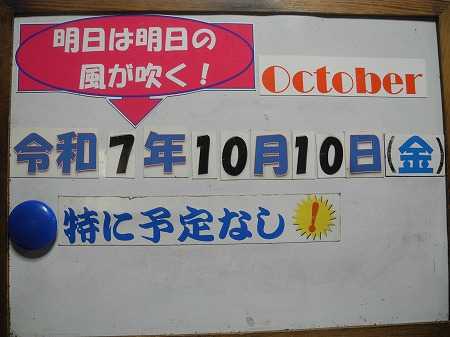 明日は明日の
風が吹く！
October
令和7年10月10日(金)
特に予定なし!